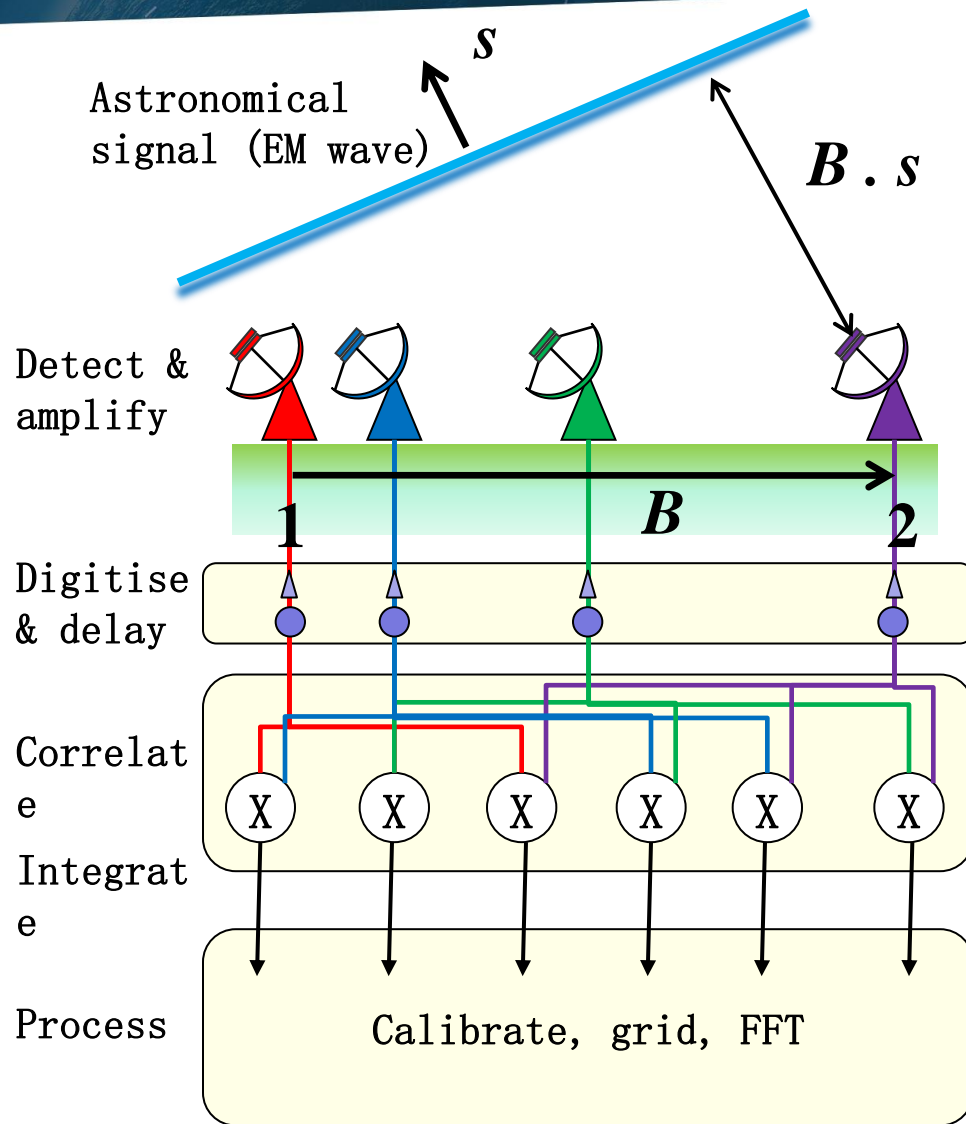 s
Astronomical
signal (EM wave)
B . s
Detect &
amplify
1
B
2
Digitise
& delay
Correlat
e
X X X X X X
Integrat
e
Process
Calibrate, grid, FFT